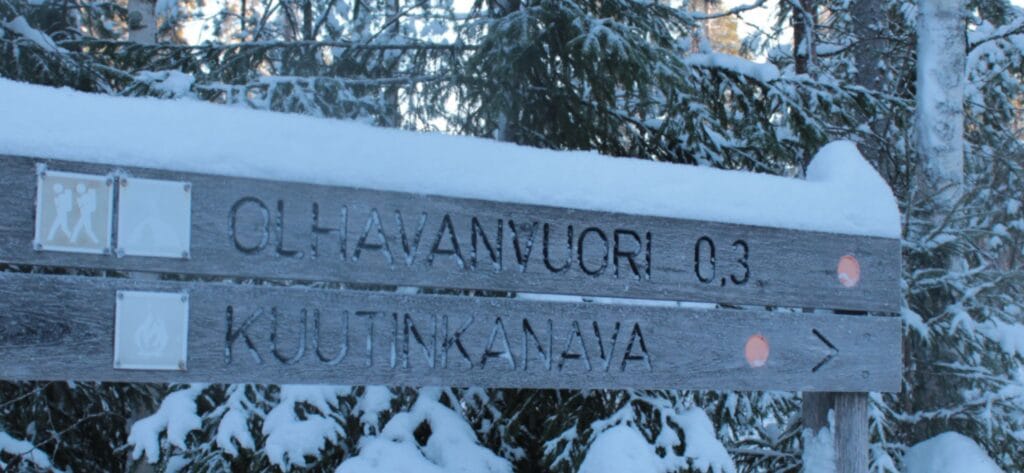 OLHAVANVUORI 0,3
KUUTINKANAVA >